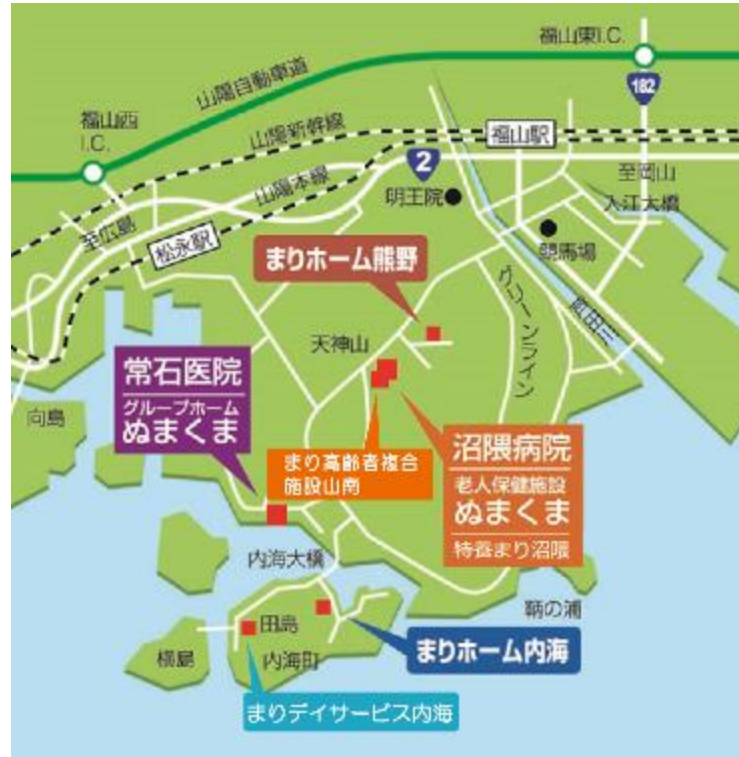 福山東I.C.
182
山陽自動車道
福山西
I.C.
山陽新幹線
福山駅
2
山陽本線
至岡山
明王院
入江大橋
至広島
松永駅
競馬場
まりホーム熊野
グリーンライン
天神山
常石医院
グループホーム
ぬまくま
向島
まり高齢者複合
施設山南
沼隈病院
老人保健施設
ぬまくま
特養まり沼隈
内海大橋
鞆の浦
田島
まりホーム内海
横島
内海町
まりデイサービス内海